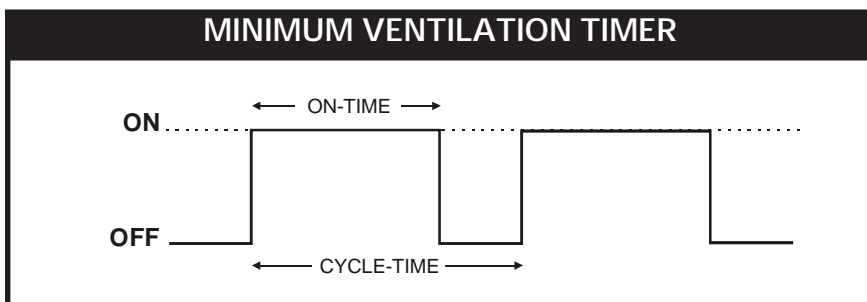 MINIMUM VENTILATION TIMER
ON-TIME
ON
OFF
CYCLE-TIME